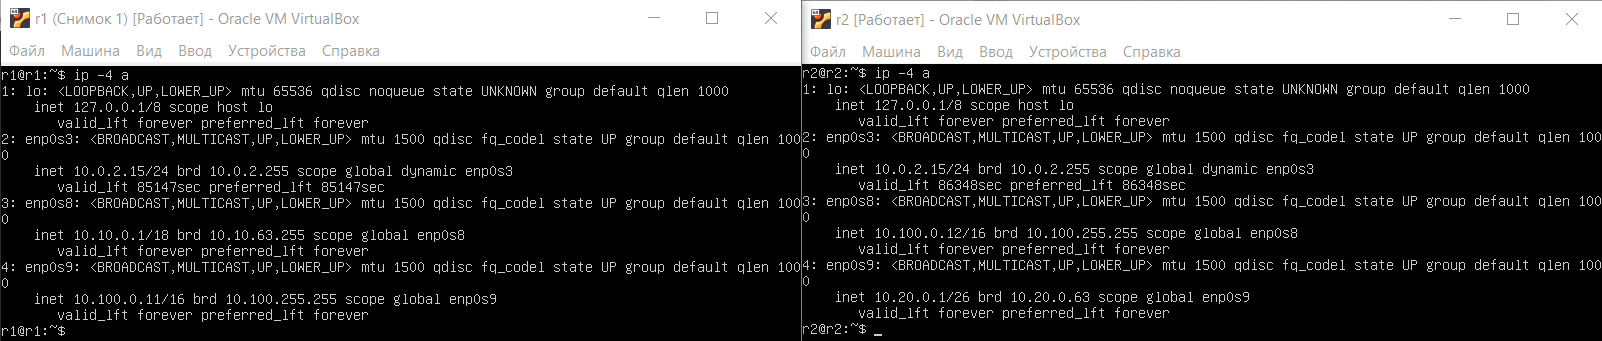 r1 (Снимок 1) [Работает] - Oracle VM VirtualBox
Файл Машина Вид Ввод Устройства Справка
r1@r1:~$ ip -4 a
1: lo: <LOOPBACK,UP,LOWER_UP> mtu 65536 qdisc noqueue state UNKNOWN group default qlen 1000
inet 127.0.0.1/8 scope host lo
valid_lft forever preferred_lft forever
2: enp0s3: <BROADCAST,MULTICAST,UP,LOWER_UP> mtu 1500 qdisc fq_codel state UP group default qlen 100
0
inet 10.0.2.15/24 brd 10.0.2.255 scope global dynamic enp0s3
valid_lft 85147sec preferred_lft 85147sec
3: enp0s8: <BROADCAST,MULTICAST,UP,LOWER_UP> mtu 1500 qdisc fq_codel state UP group default qlen 100
0
inet 10.10.0.1/18 brd 10.10.63.255 scope global enp0s8
valid_lft forever preferred_lft forever
4: enp0s9: <BROADCAST,MULTICAST,UP,LOWER_UP> mtu 1500 qdisc fq_codel state UP group default qlen 100
0
inet 10.100.0.11/16 brd 10.100.255.255 scope global enp0s9
valid_lft forever preferred_lft forever
r1@r1:~$
r2 [Работает] - Oracle VM VirtualBox
Файл Машина Вид Ввод Устройства Справка
r2@r2:~$ ip -4 a
1: lo: <LOOPBACK,UP,LOWER_UP> mtu 65536 qdisc noqueue state UNKNOWN group default qlen 1000
inet 127.0.0.1/8 scope host lo
valid_lft forever preferred_lft forever
2: enp0s3: <BROADCAST,MULTICAST,UP,LOWER_UP> mtu 1500 qdisc fq_codel state UP group default qlen 100
0
inet 10.0.2.15/24 brd 10.0.2.255 scope global dynamic enp0s3
valid_lft 86348sec preferred_lft 86348sec
3: enp0s8: <BROADCAST,MULTICAST,UP,LOWER_UP> mtu 1500 qdisc fq_codel state UP group default qlen 100
0
inet 10.100.0.12/16 brd 10.100.255.255 scope global enp0s8
valid_lft forever preferred_lft forever
4: enp0s9: <BROADCAST,MULTICAST,UP,LOWER_UP> mtu 1500 qdisc fq_codel state UP group default qlen 100
0
inet 10.20.0.1/26 brd 10.20.0.63 scope global enp0s9
valid_lft forever preferred_lft forever
r2@r2:~$ _